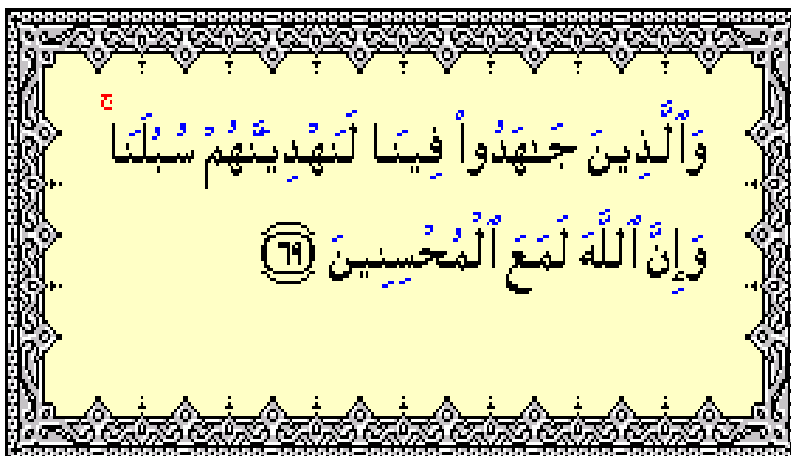 وَٱلَّذِينَ جَـٰهَدُوا۟ فِينَا لَنَهْدِيَنَّهُمْ سُبُلَنَا ۚ
وَإِنَّ ٱللَّهَ لَمَعَ ٱلْمُحْسِنِينَ ٦٩